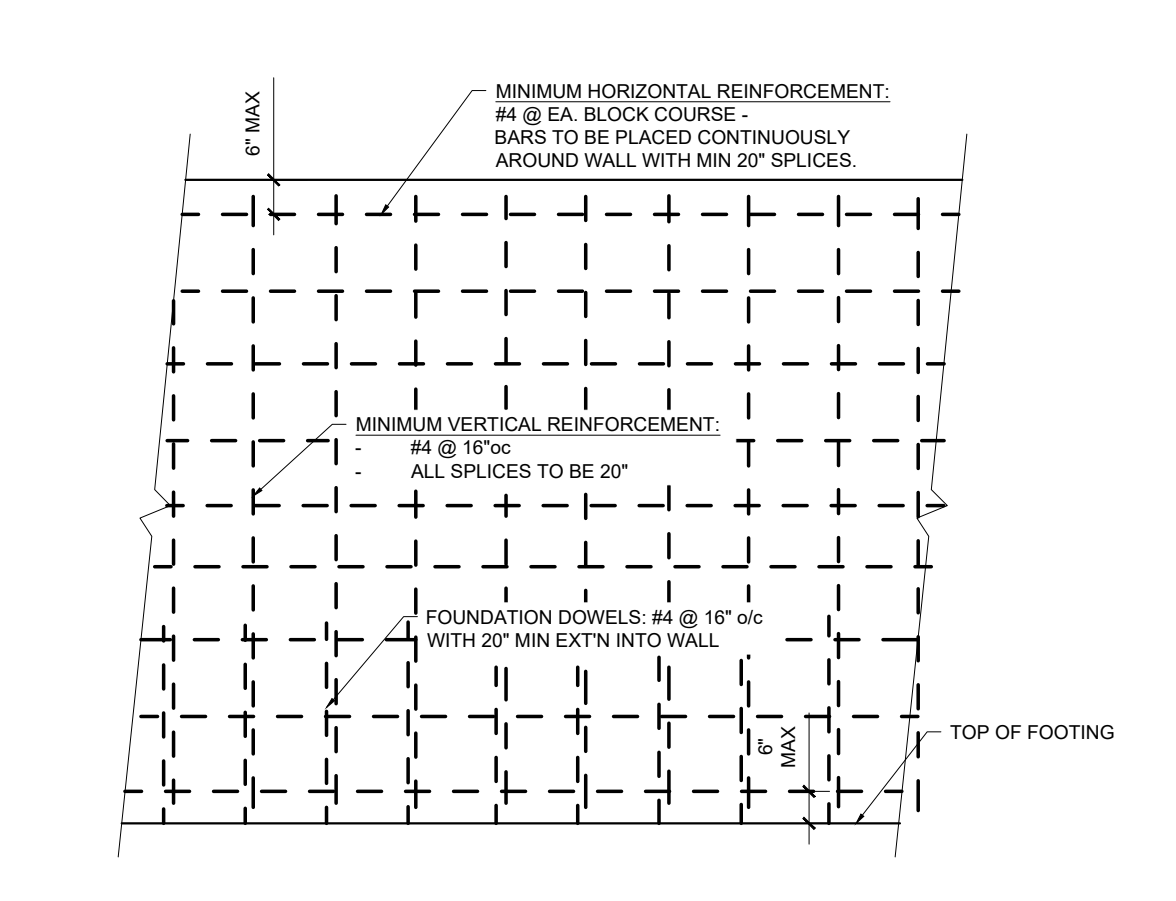 6" MAX
MINIMUM HORIZONTAL REINFORCEMENT:
#4 @ EA. BLOCK COURSE -
BARS TO BE PLACED CONTINUOUSLY
AROUND WALL WITH MIN 20" SPLICES.
MINIMUM VERTICAL REINFORCEMENT:
- #4 @ 16"oc
- ALL SPLICES TO BE 20"
FOUNDATION DOWELS: #4 @ 16" o/c
WITH 20" MIN EXT'N INTO WALL
6"
MAX
TOP OF FOOTING